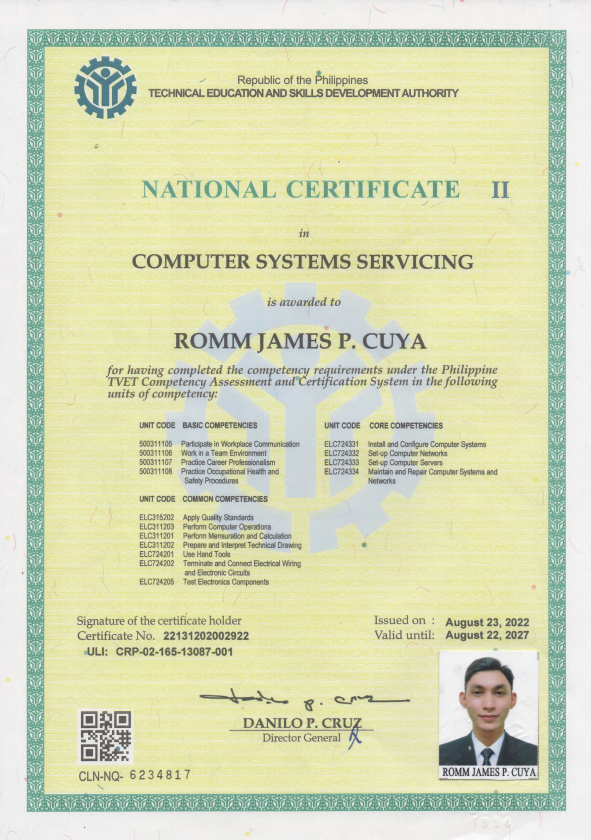 Republic of the Philippines
TECHNICAL EDUCATION AND SKILLS DEVELOPMENT AUTHORITY
NATIONAL CERTIFICATE II
in
COMPUTER SYSTEMS SERVICING
is awarded to
ROMM JAMES P. CUYA
for having completed the competency requirements under the Philippine
TVET Competency Assessment and Certification System in the following
units of competency:
UNIT CODE BASIC COMPETENCIES
500311105 Participate in Workplace Communication
500311106 Work in a Team Environment
500311107 Practice Career Professionalism
500311108 Practice Occupational Health and
Safety Procedures
UNIT CODE COMMON COMPETENCIES
ELC315202 Apply Quality Standards
ELC311203 Perform Computer Operations
ELC311201 Perform Mensuration and Calculation
ELC311202 Prepare and Interpret Technical Drawing
ELC724201 Use Hand Tools
ELC724202 Terminate and Connect Electrical Wiring
and Electronic Circuits
ELC724205 Test Electronics Components
UNIT CODE CORE COMPETENCIES
ELC724331 Install and Configure Computer Systems
ELC724332 Set-up Computer Networks
ELC724333 Set-up Computer Servers
ELC724334 Maintain and Repair Computer Systems and
Networks
Signature of the certificate holder
Certificate No. 22131202002922
ULI: CRP-02-165-13087-001
Issued on : August 23, 2022
Valid until: August 22, 2027
DANILO P. CRUZ
Director General
CLN-NQ- 6234817
ROMM JAMES P. CUYA